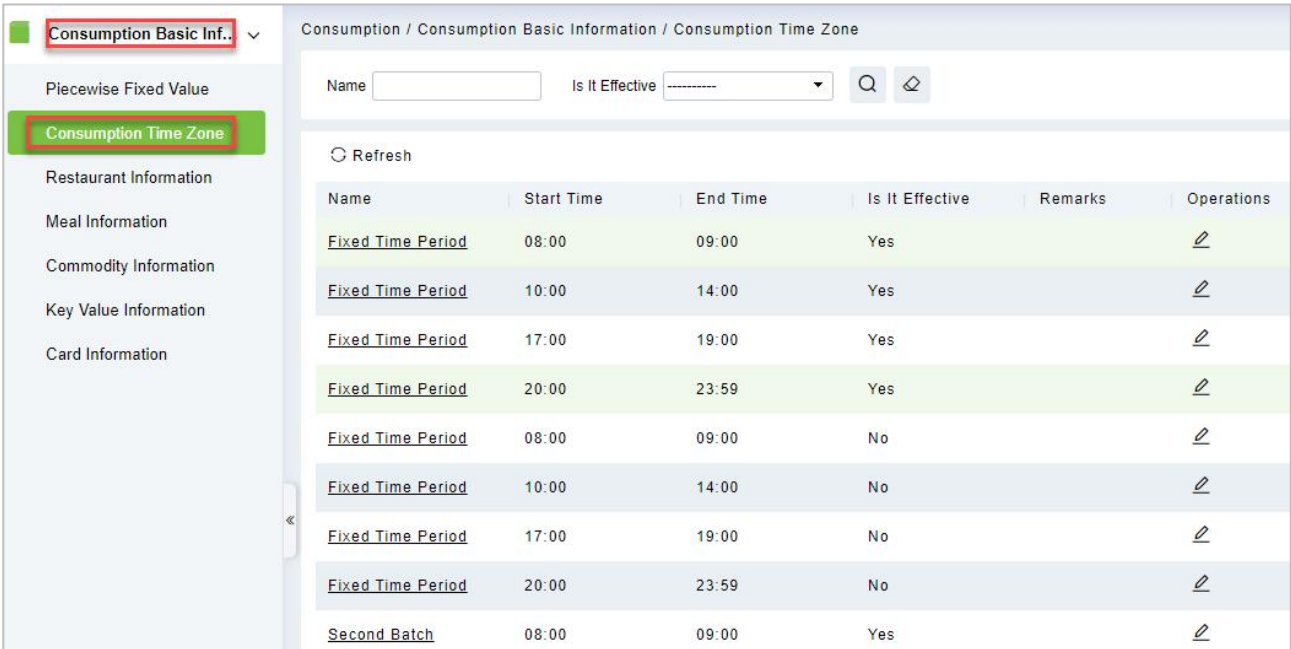 Consumption Basic Inf..
Piecewise Fixed Value
Consumption Time Zone
Restaurant Information
Meal Information
Commodity Information
Key Value Information
Card Information
Consumption / Consumption Basic Information / Consumption Time Zone
Name Is It Effective ----------
Refresh
Name Start Time End Time Is It Effective Remarks Operations
Fixed Time Period 08:00 09:00 Yes
Fixed Time Period 10:00 14:00 Yes
Fixed Time Period 17:00 19:00 Yes
Fixed Time Period 20:00 23:59 Yes
Fixed Time Period 08:00 09:00 No
Fixed Time Period 10:00 14:00 No
Fixed Time Period 17:00 19:00 No
Fixed Time Period 20:00 23:59 No
Second Batch 08:00 09:00 Yes